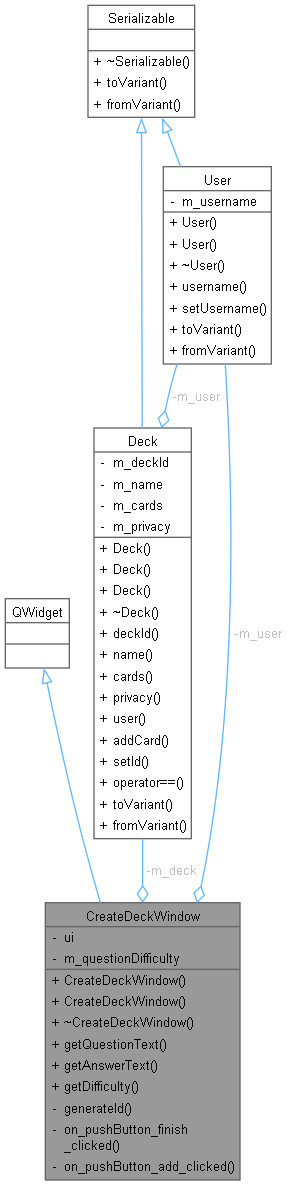 Serializable
+ ~Serializable()
+ toVariant()
+ fromVariant()
User
- m_username
+ User()
+ User()
+ ~User()
+ username()
+ setUsername()
+ toVariant()
+ fromVariant()
-m_user
Deck
- m_deckId
- m_name
- m_cards
- m_privacy
+ Deck()
+ Deck()
+ Deck()
+ ~Deck()
+ deckId()
+ name()
+ cards()
+ privacy()
+ user()
+ addCard()
+ setId()
+ operator==()
+ toVariant()
+ fromVariant()
QWidget
-m_user
-m_deck
CreateDeckWindow
- ui
- m_questionDifficulty
+ CreateDeckWindow()
+ CreateDeckWindow()
+ ~CreateDeckWindow()
+ getQuestionText()
+ getAnswerText()
+ getDifficulty()
- generateId()
- on_pushButton_finish
_clicked()
- on_pushButton_add_clicked()